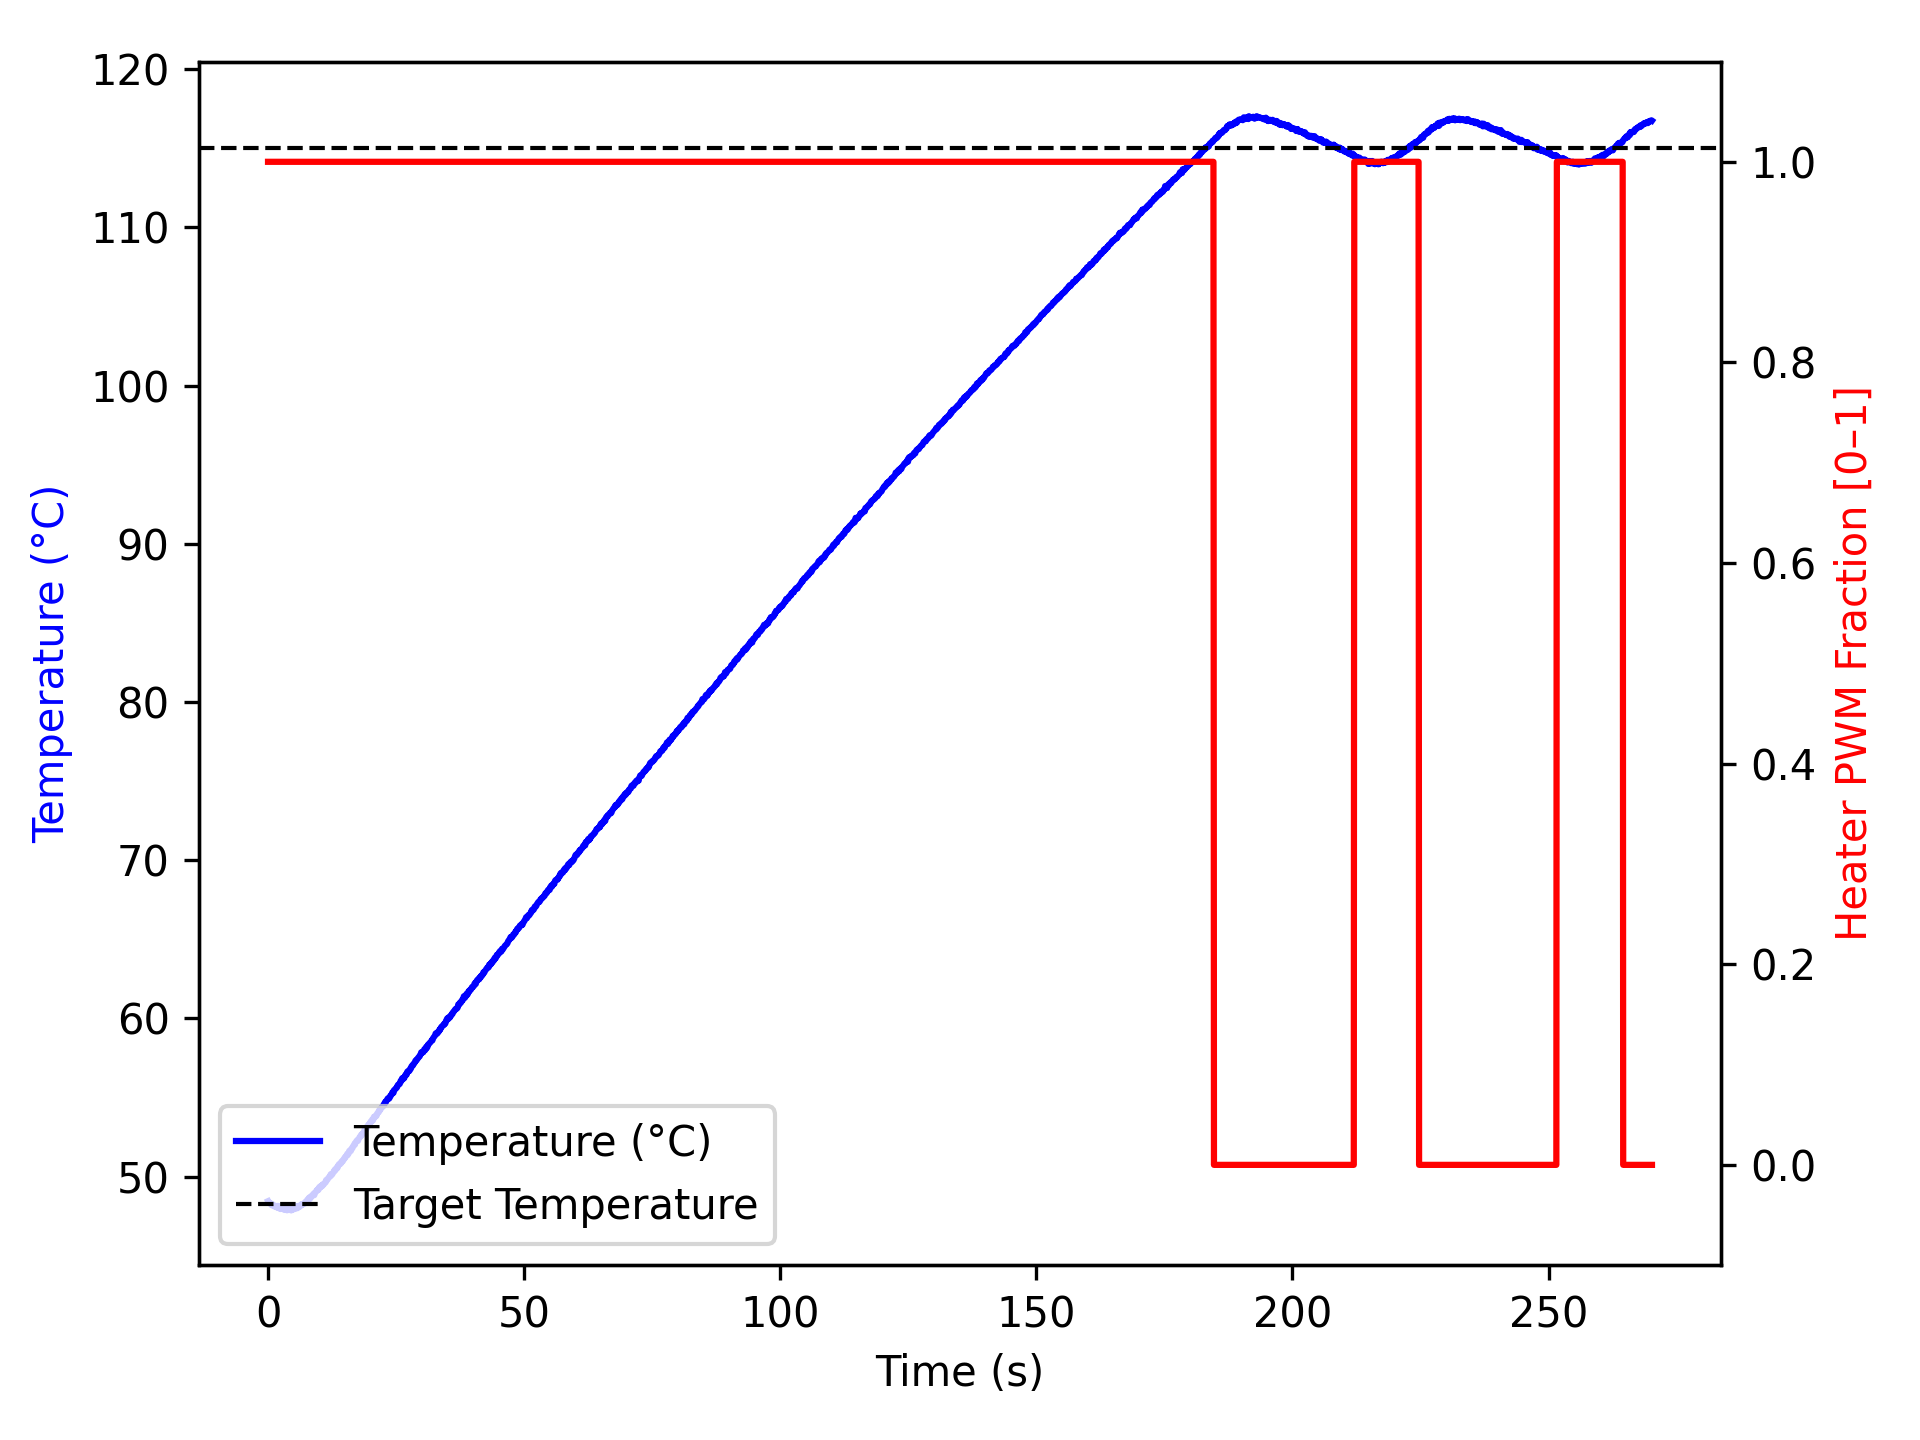 120
110
100
90
80
70
60
50
Temperature (°C)
1.0
0.8
0.6
0.4
0.2
0.0
Heater PWM Fraction [0–1]
Temperature (°C)
Target Temperature
0 50 100 150 200 250
Time (s)